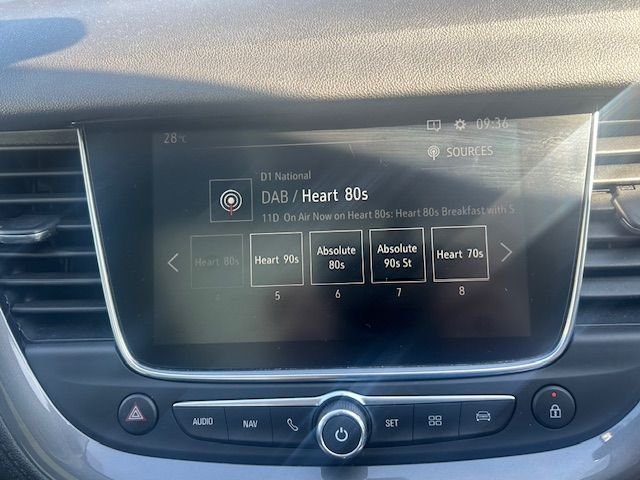 28°C 09:36
SOURCES
D1 National
DAB / Heart 80s
11D On Air Now on Heart 80s: Heart 80s Breakfast with S
Heart 80s
Heart 90s
Absolute
80s
Absolute
90s St
Heart 70s
4 5 6 7 8
AUDIO NAV SET